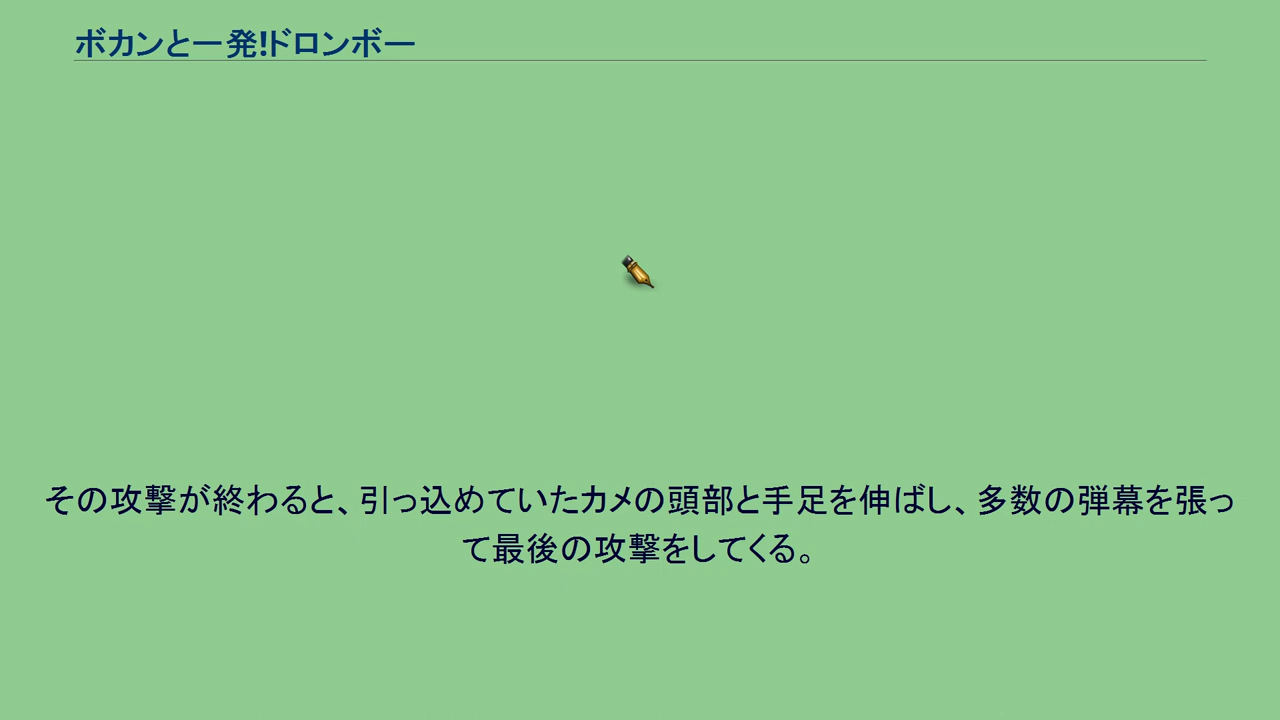 ボカンと一発!ドロンボー
その攻撃が終わると、引っ込めていたカメの頭部と手足を伸ばし、多数の弾幕を張っ
て最後の攻撃をしてくる。